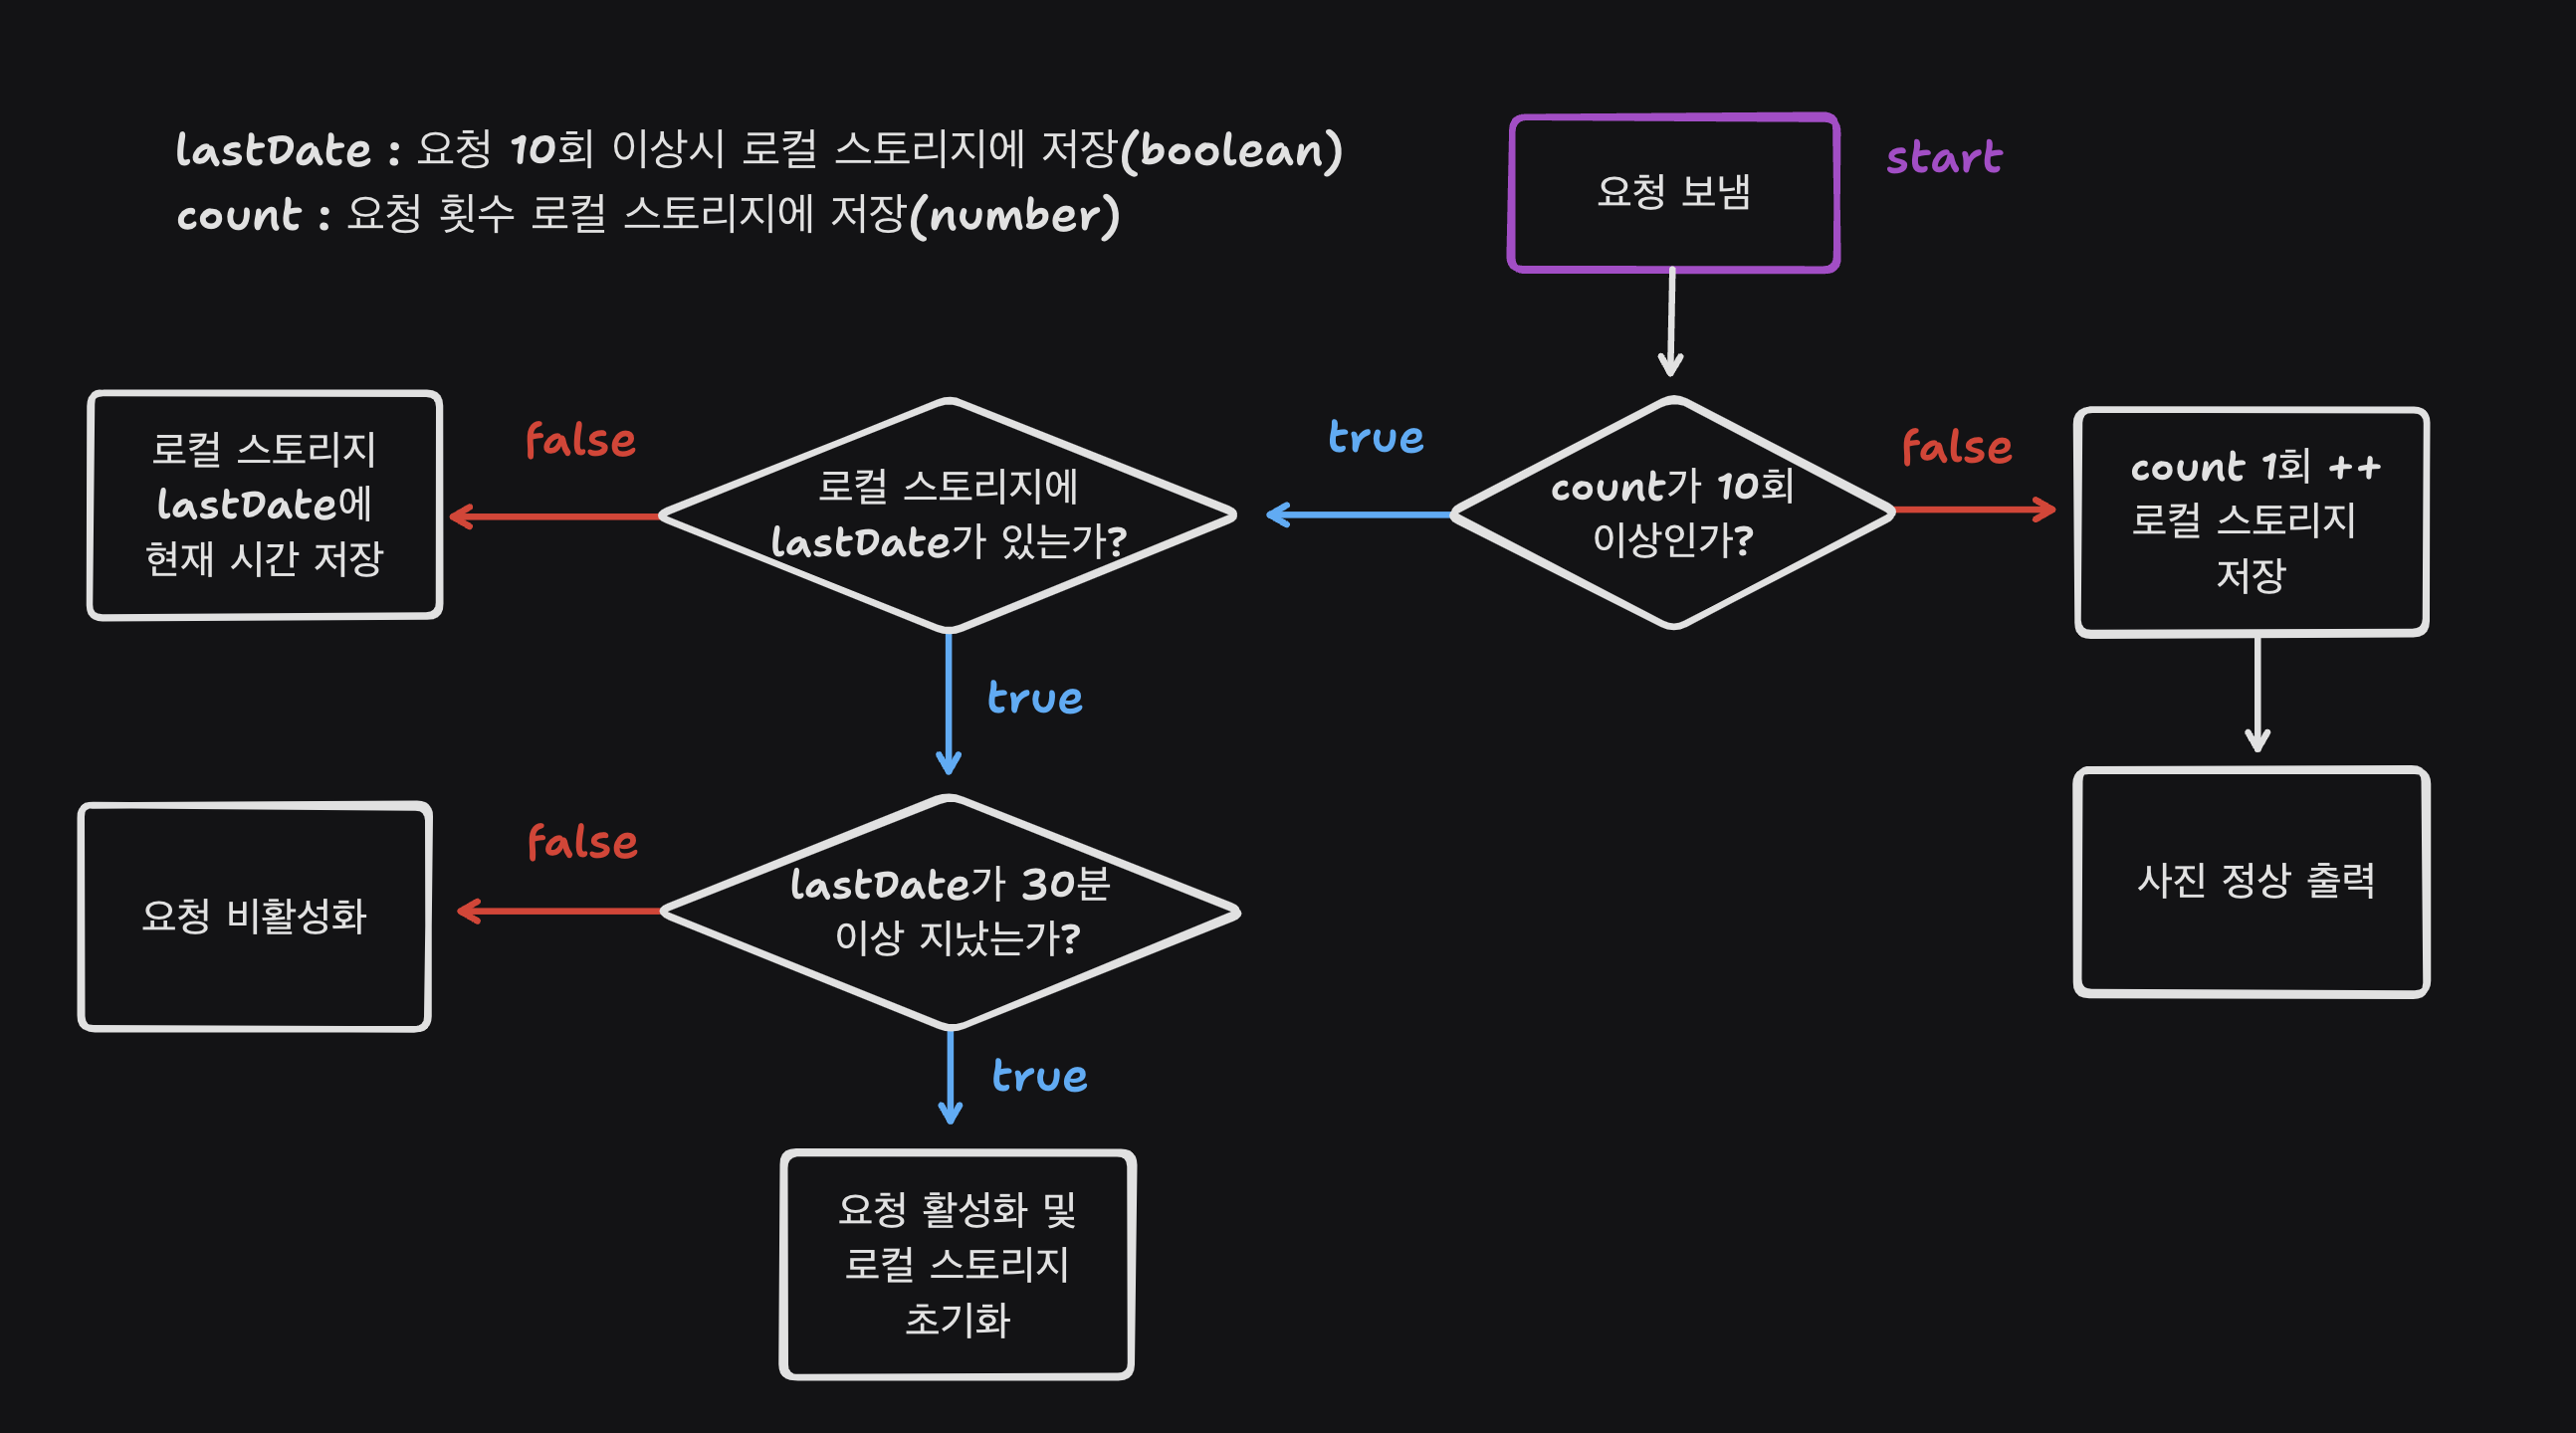 lastDate : 요청 10회 이상시 로컬 스토리지에 저장(boolean)
count : 요청 횟수 로컬 스토리지에 저장(number)
요청 보냄
start
count가 10회
이상인가?
true
false
로컬 스토리지에
lastDate가 있는가?
false
로컬 스토리지
lastDate에
현재 시간 저장
count 1회 ++
로컬 스토리지
저장
true
사진 정상 출력
lastDate가 30분
이상 지났는가?
false
요청 비활성화
true
요청 활성화 및
로컬 스토리지
초기화